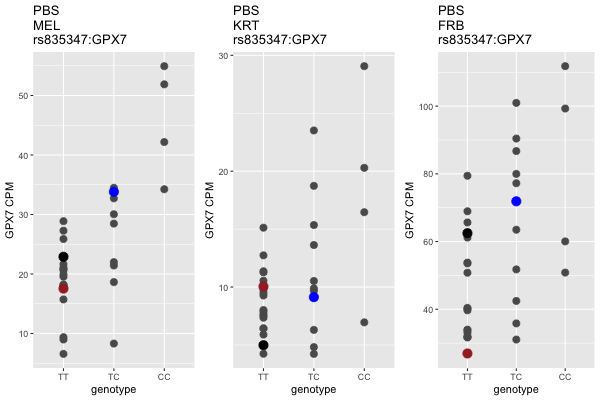 PBS
MEL
rs835347:GPX7
GPX7 CPM
50
40
30
20
10
TT
TC
CC
genotype
PBS
KRT
rs835347:GPX7
GPX7 CPM
30
20
10
TT
TC
CC
genotype
PBS
FRB
rs835347:GPX7
GPX7 CPM
100
80
60
40
TT
TC
CC
genotype